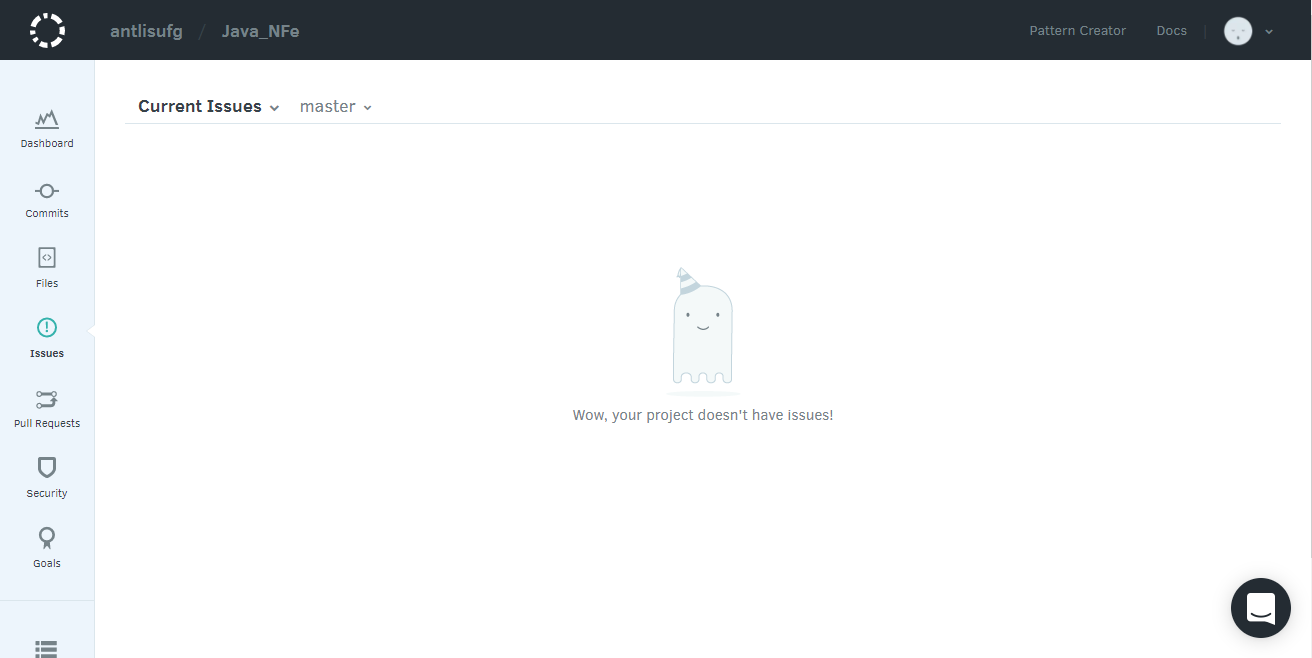 antlisufg / Java_NFe
Pattern Creator
Docs
Current Issues
master
Dashboard
Commits
Files
Issues
Pull Requests
Security
Goals
Wow, your project doesn't have issues!